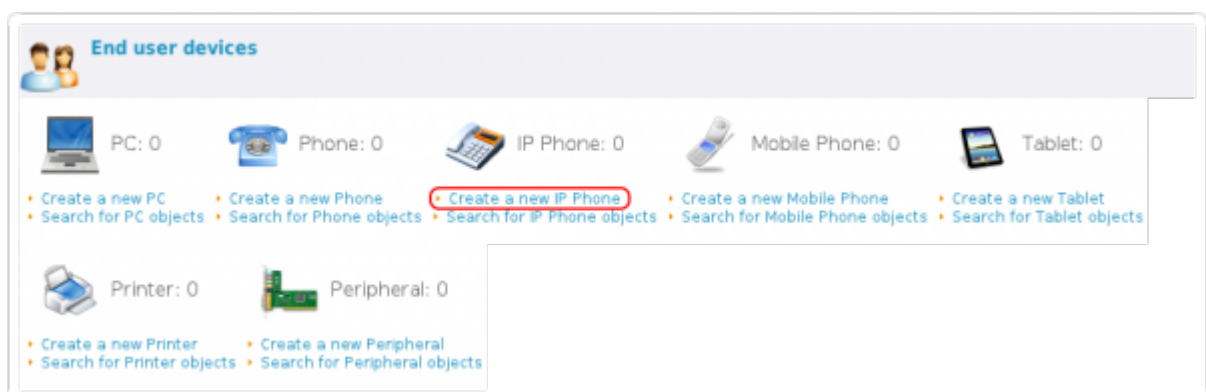 End user devices
PC: 0 Phone: 0 IP Phone: 0 Mobile Phone: 0 Tablet: 0
Create a new PC Create a new Phone Create a new IP Phone Create a new Mobile Phone Create a new Tablet
Search for PC objects Search for Phone objects Search for IP Phone objects Search for Mobile Phone objects Search for Tablet objects
Printer: 0 Peripheral: 0
Create a new Printer Create a new Peripheral
Search for Printer objects Search for Peripheral objects